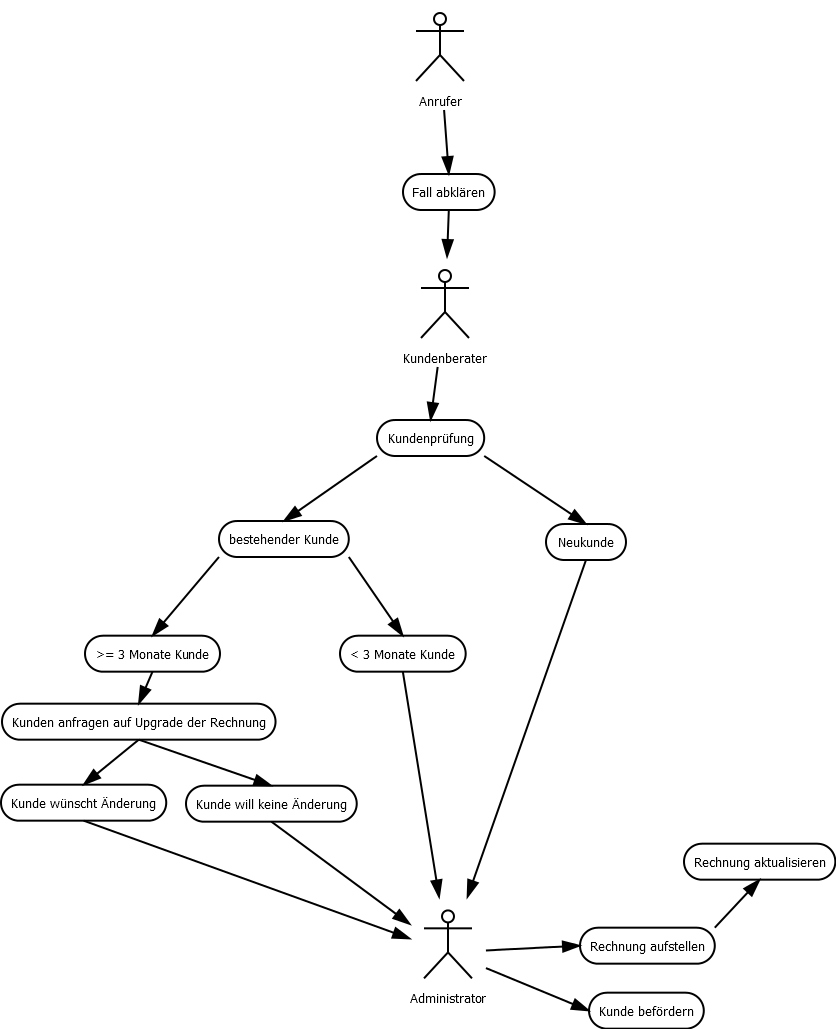 Anrufer
Fall abklären
Kundenberater
Kundenprüfung
bestehender Kunde
Neukunde
>= 3 Monate Kunde
< 3 Monate Kunde
Kunden anfragen auf Upgrade der Rechnung
Kunde wünscht Änderung
Kunde will keine Änderung
Rechnung aktualisieren
Rechnung aufstellen
Administrator
Kunde befördern